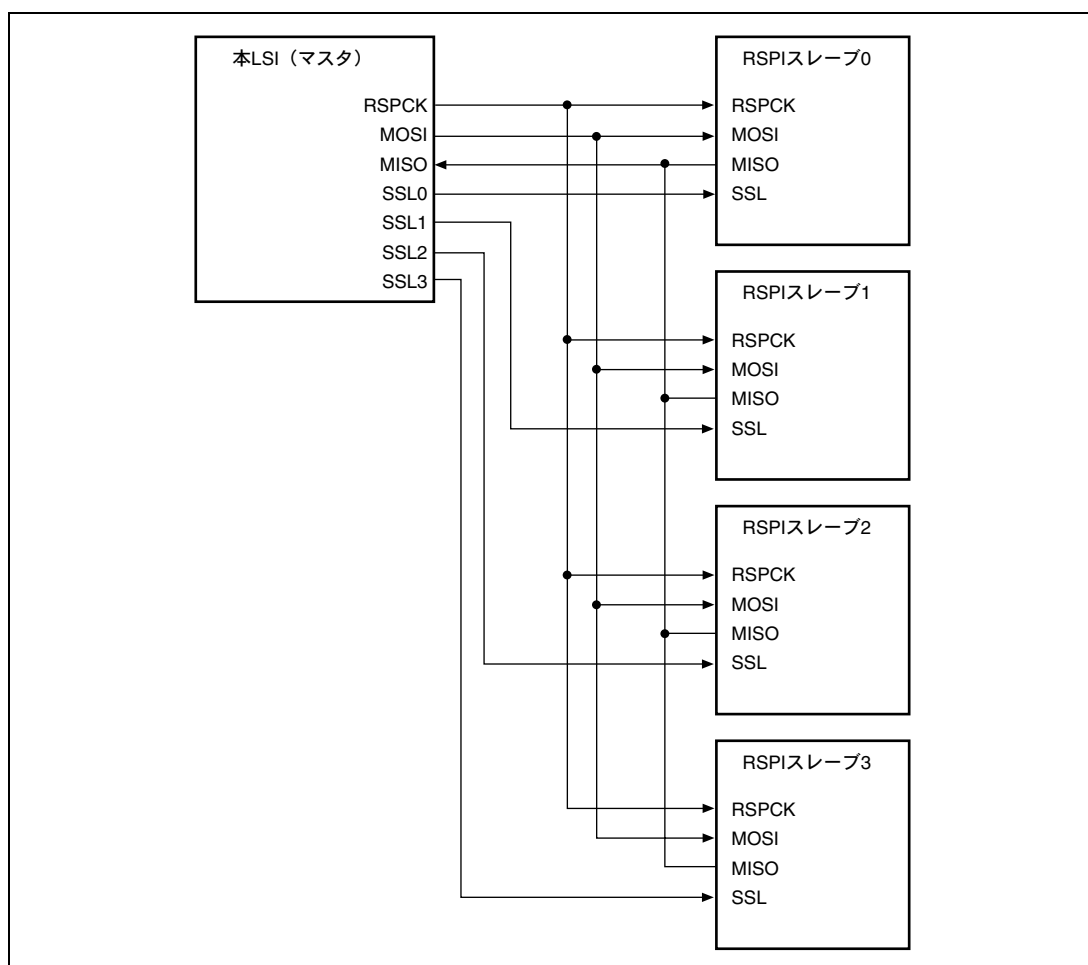 本LSI（マスタ）
RSPCK
MOSI
MISO
SSL0
SSL1
SSL2
SSL3
RSPIスレーブ0
RSPCK
MOSI
MISO
SSL
RSPIスレーブ1
RSPCK
MOSI
MISO
SSL
RSPIスレーブ2
RSPCK
MOSI
MISO
SSL
RSPIスレーブ3
RSPCK
MOSI
MISO
SSL